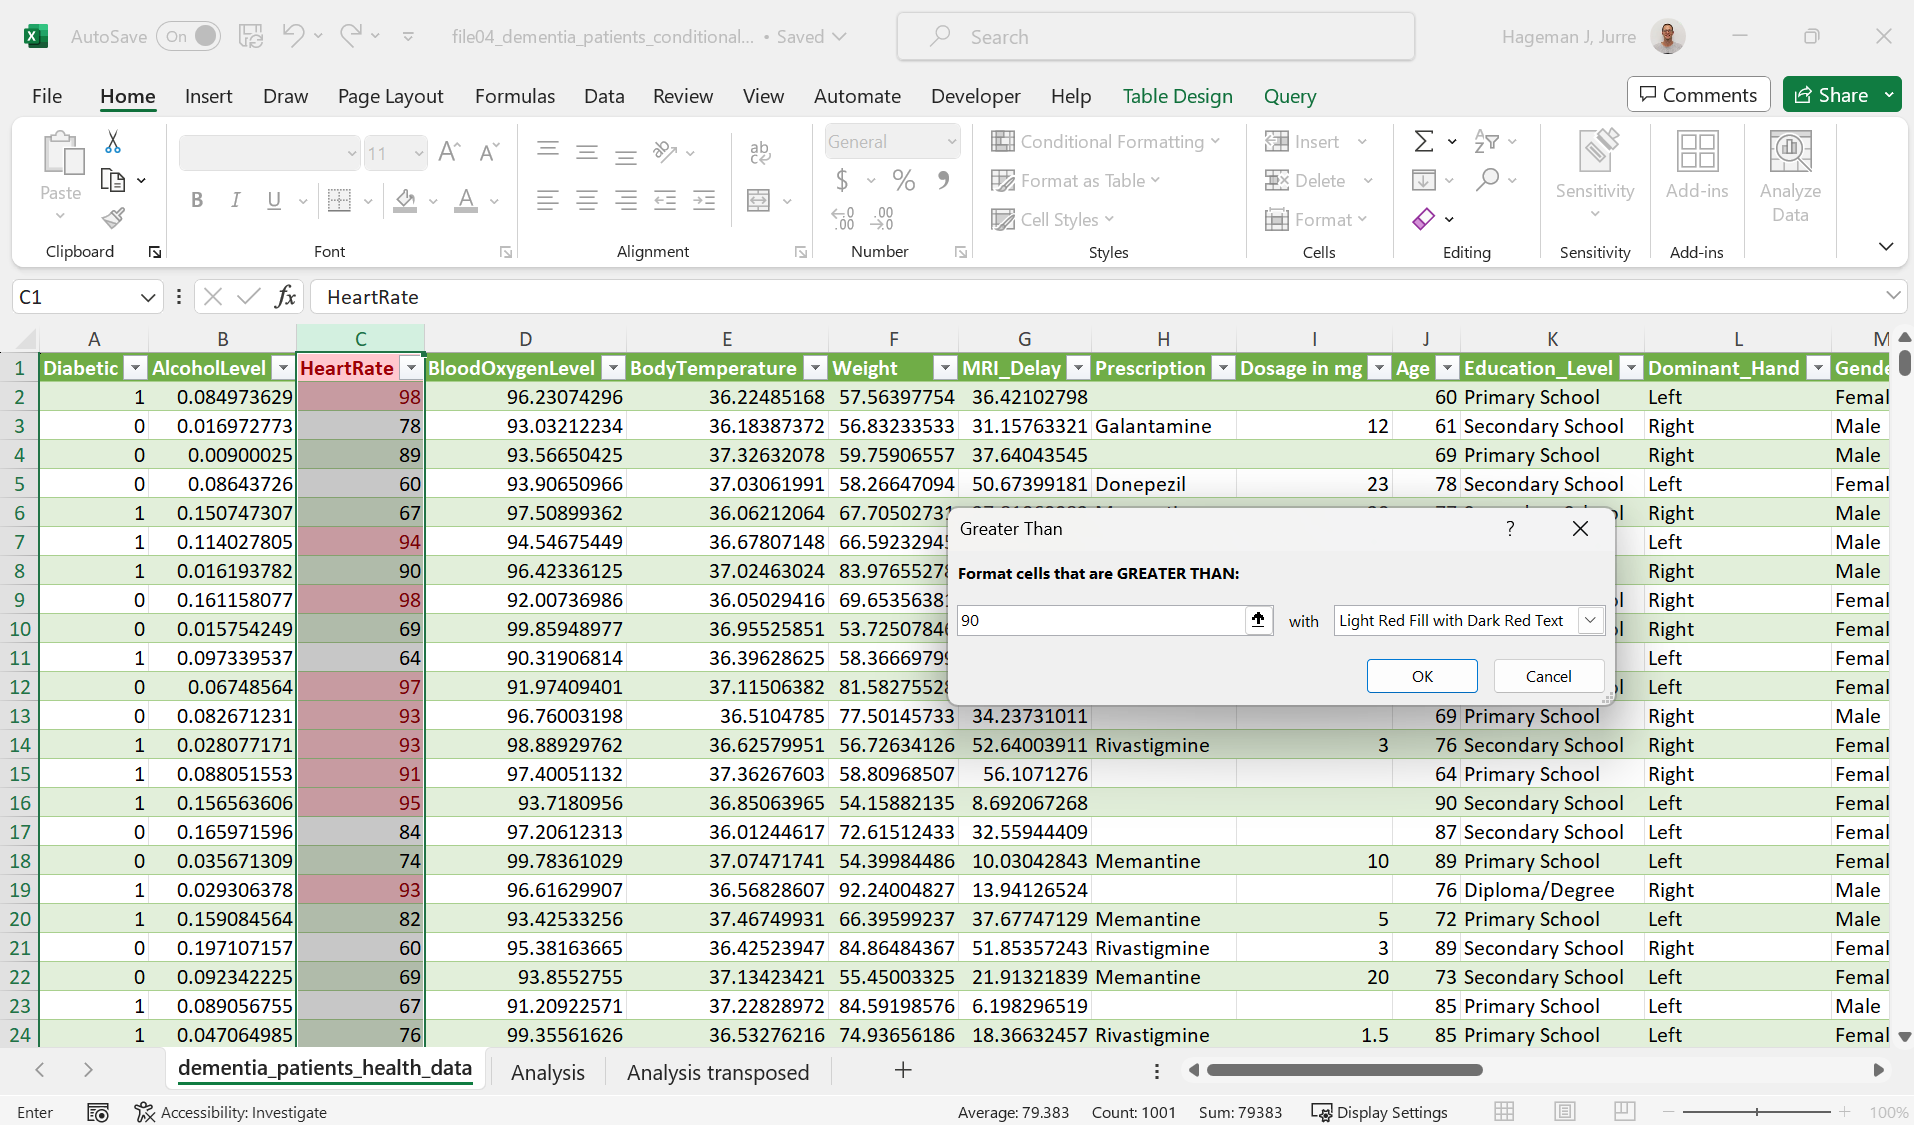 AutoSave On file04_dementia_patients_conditional... • Saved Search Hageman J, Jurre
File Home Insert Draw Page Layout Formulas Data Review View Automate Developer Help Table Design Query Comments Share
Paste 11 General Conditional Formatting Format as Table Cell Styles Insert Delete Format Sensitivity Add-ins Analyze Data
Clipboard Font Alignment Number Styles Cells Editing Sensitivity Add-ins
C1 fx HeartRate
A B C D E F G H I J K L M
1 Diabetic AlcoholLevel HeartRate BloodOxygenLevel BodyTemperature Weight MRI_Delay Prescription Dosage in mg Age Education_Level Dominant_Hand Gende
2 1 0.084973629 98 96.23074296 36.22485168 57.56397754 36.42102798 60 Primary School Left Femal
3 0 0.016972773 78 93.03212234 36.18387372 56.83233533 31.15763321 Galantamine 12 61 Secondary School Right Male
4 0 0.00900025 89 93.56650425 37.32632078 59.75906557 37.64043545 69 Primary School Right Male
5 0 0.08643726 60 93.90650966 37.03061991 58.26647094 50.67399181 Donepezil 23 78 Secondary School Left Femal
6 1 0.150747307 67 97.50899362 36.06212064 67.70502731 Right Male
7 1 0.114027805 94 94.54675449 36.67807148 66.5923294 Left Male
8 1 0.016193782 90 96.42336125 37.02463024 83.9765527 Right Male
9 0 0.161158077 98 92.00736986 36.05029416 69.6535638 Right Femal
10 0 0.015754249 69 99.85948977 36.95525851 53.7250784 Right Femal
11 1 0.097339537 64 90.31906814 36.39628625 58.3666979 Left Femal
12 0 0.06748564 97 91.97409401 37.11506382 81.5827552 Left Femal
13 0 0.082671231 93 96.76003198 36.5104785 77.50145733 34.23731011 69 Primary School Right Male
14 1 0.028077171 93 98.88929762 36.62579951 56.72634126 52.64003911 Rivastigmine 3 76 Secondary School Right Femal
15 1 0.088051553 91 97.40051132 37.36267603 58.80968507 56.1071276 64 Primary School Right Femal
16 1 0.156563606 95 93.7180956 36.85063965 54.15882135 8.692067268 90 Secondary School Left Femal
17 0 0.165971596 84 97.20612313 36.01244617 72.61512433 32.55944409 87 Secondary School Left Femal
18 0 0.035671309 74 99.78361029 37.07471741 54.39984486 10.03042843 Memantine 10 89 Primary School Left Femal
19 1 0.029306378 93 96.61629907 36.56828607 92.24004827 13.94126524 76 Diploma/Degree Right Male
20 1 0.159084564 82 93.42533256 37.46749931 66.39599237 37.67747129 Memantine 5 72 Primary School Left Male
21 0 0.197107157 60 95.38163665 36.42523947 84.86484367 51.85357243 Rivastigmine 3 89 Secondary School Right Femal
22 0 0.092342225 69 93.8552755 37.13423421 55.45003325 21.91321839 Memantine 20 73 Secondary School Left Femal
23 1 0.089056755 67 91.20922571 37.22828972 84.59198576 6.198296519 85 Primary School Left Male
24 1 0.047064985 76 99.35561626 36.53276216 74.93656186 18.36632457 Rivastigmine 1.5 85 Primary School Left Femal
Greater Than ?
Format cells that are GREATER THAN:
90 with Light Red Fill with Dark Red Text
OK Cancel
dementia_patients_health_data Analysis Analysis transposed
Enter Accessibility: Investigate Average: 79.383 Count: 1001 Sum: 79383 Display Settings 100%